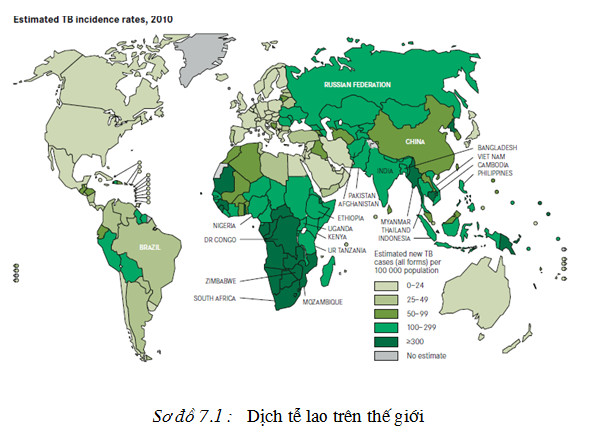 Estimated TB incidence rates, 2010
RUSSIAN FEDERATION
CHINA
INDIA
BANGLADESH
VIET NAM
CAMBODIA
PHILIPPINES
PAKISTAN
AFGHANISTAN
NIGERIA
ETHIOPIA
UGANDA
KENYA
DR CONGO
UR TANZANIA
MYANMAR
THAILAND
INDONESIA
BRAZIL
ZIMBABWE
SOUTH AFRICA
MOZAMBIQUE
Estimated new TB
cases (all forms) per
100 000 population
0–24
25–49
50–99
100–299
≥300
No estimate
Sơ đồ 7.1 : Dịch tễ lao trên thế giới